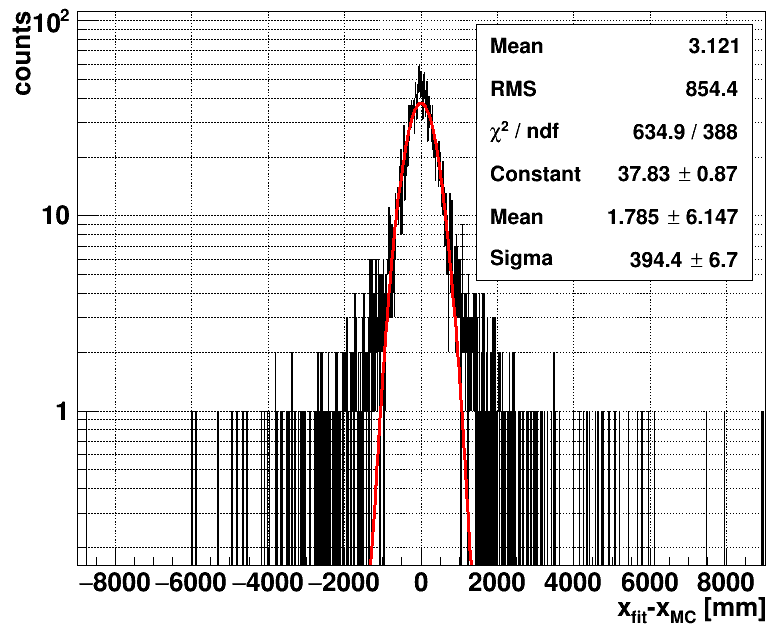 counts
10²
10
1
Mean 3.121
RMS 854.4
χ² / ndf 634.9 / 388
Constant 37.83 ± 0.87
Mean 1.785 ± 6.147
Sigma 394.4 ± 6.7
−8000 −6000 −4000 −2000 0 2000 4000 6000 8000
x_fit-x_MC [mm]